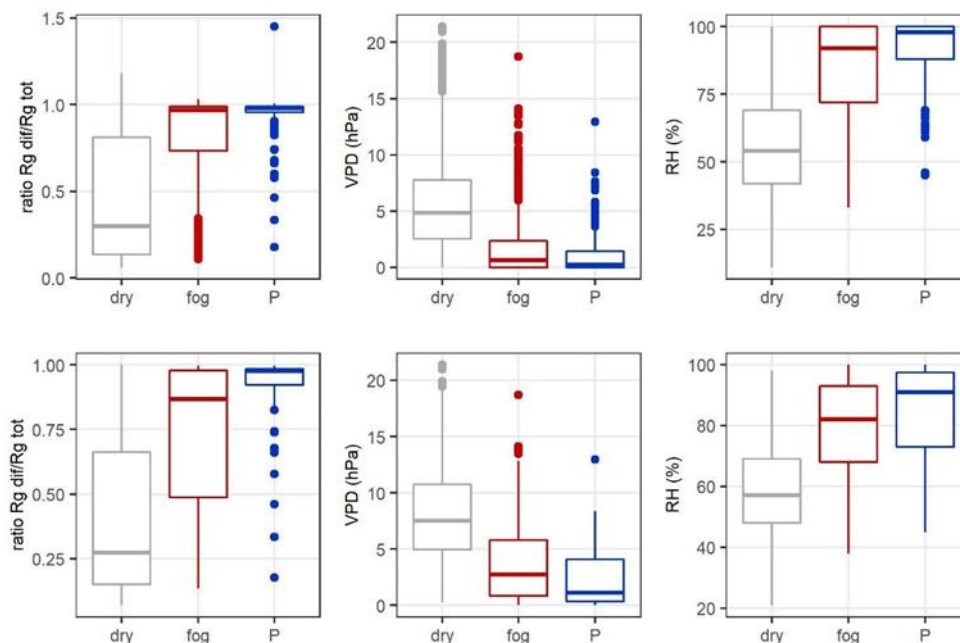 ratio Rg dif/Rg tot
1.5
1.0
0.5
0.0
dry fog P
VPD (hPa)
20
15
10
5
0
dry fog P
RH (%)
100
75
50
25
dry fog P
ratio Rg dif/Rg tot
1.00
0.75
0.50
0.25
dry fog P
VPD (hPa)
20
15
10
5
0
dry fog P
RH (%)
100
80
60
40
20
dry fog P